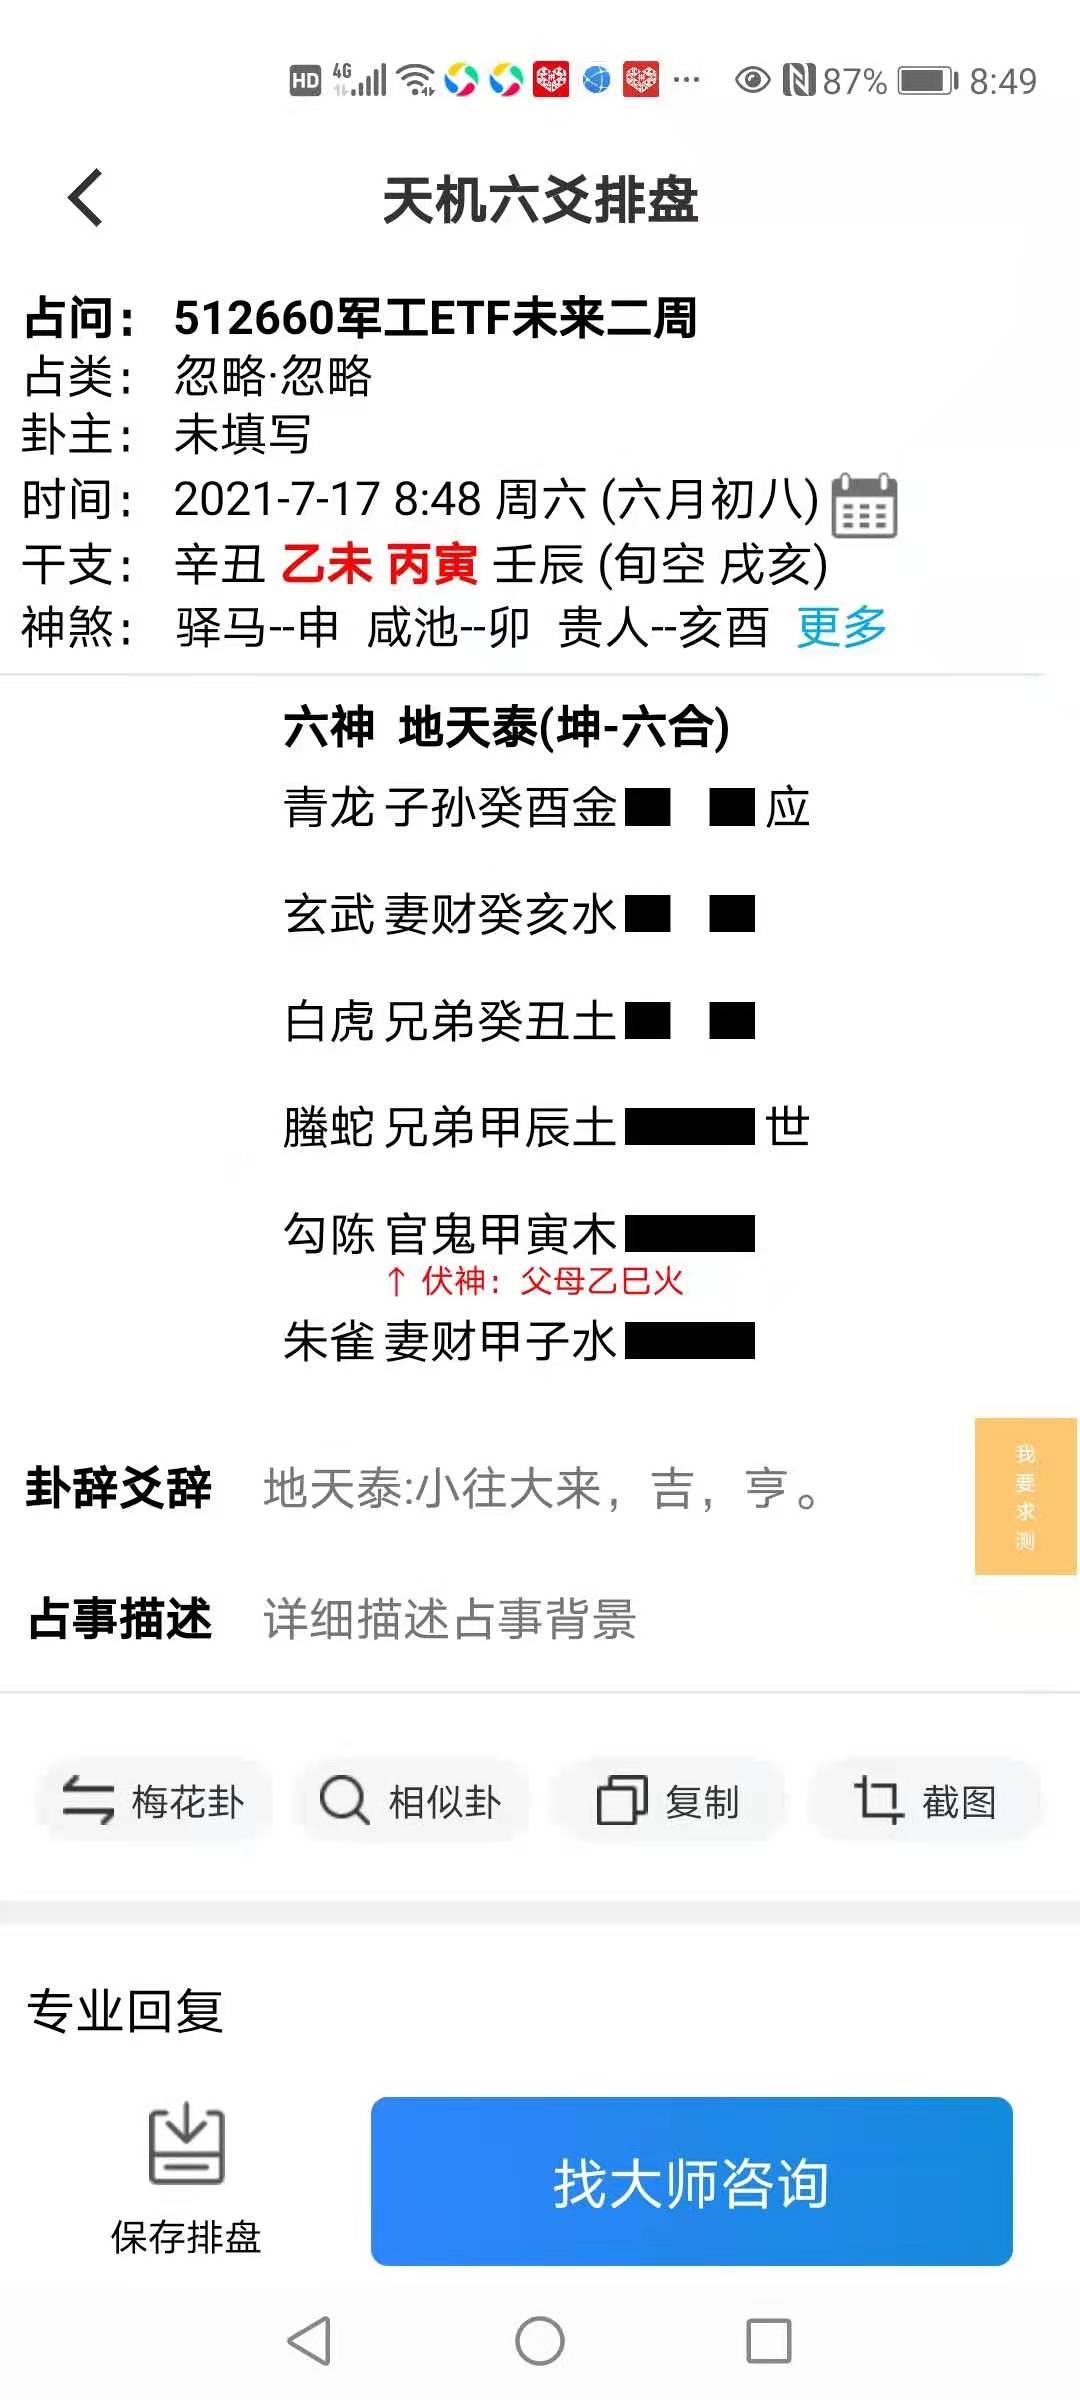 HD 4G 87% 8:49
天机六爻排盘
占问： 512660军工ETF未来二周
占类： 忽略·忽略
卦主： 未填写
时间： 2021-7-17 8:48 周六 (六月初八)
干支： 辛丑 乙未 丙寅 壬辰 (旬空 戌亥)
神煞： 驿马--申 咸池--卯 贵人--亥酉 更多
六神 地天泰(坤-六合)
青龙 子孙癸酉金 应
玄武 妻财癸亥水
白虎 兄弟癸丑土
螣蛇 兄弟甲辰土 世
勾陈 官鬼甲寅木
↑ 伏神：父母乙巳火
朱雀 妻财甲子水
卦辞爻辞 地天泰:小往大来，吉，亨。
我要求测
占事描述 详细描述占事背景
梅花卦 相似卦 复制 截图
专业回复
保存排盘
找大师咨询